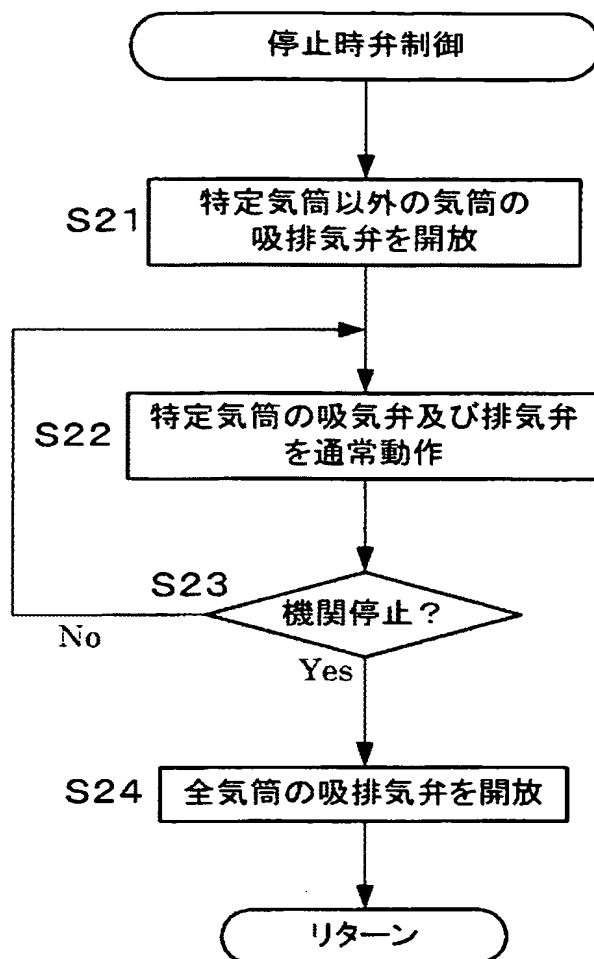 停止時弁制御
S21
特定気筒以外の気筒の
吸排気弁を開放
S22
特定気筒の吸気弁及び排気弁
を通常動作
S23
機関停止？
No
Yes
S24
全気筒の吸排気弁を開放
リターン